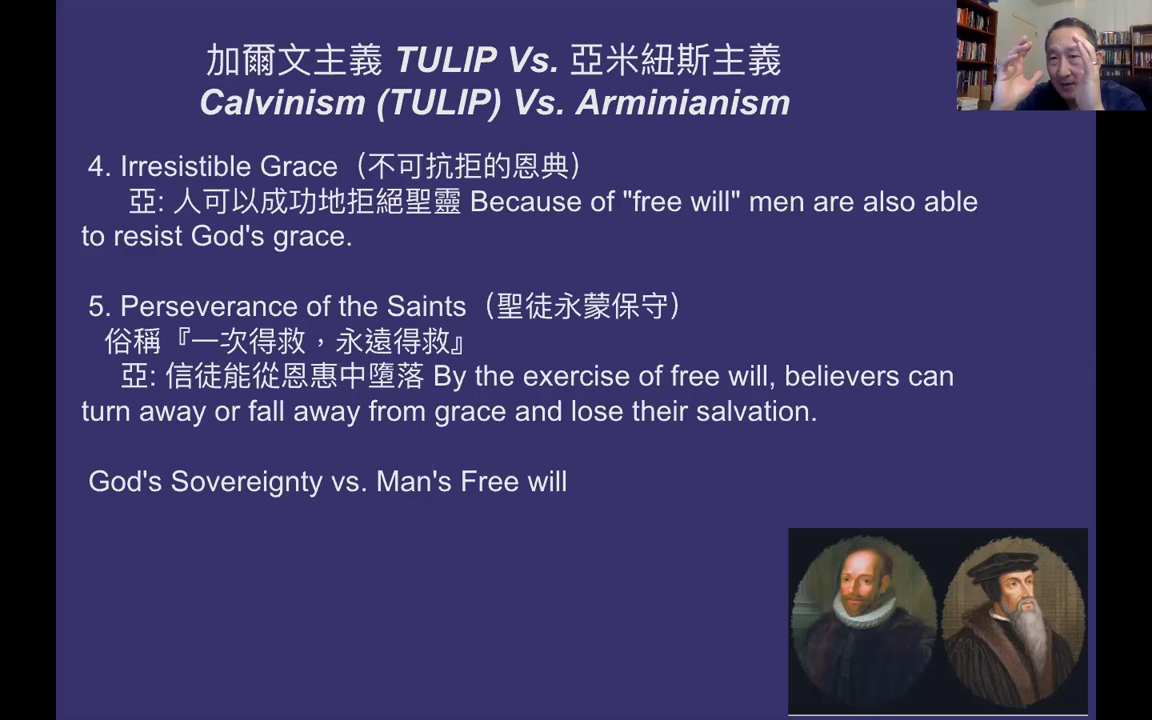 加爾文主義 TULIP Vs. 亞米紐斯主義
Calvinism (TULIP) Vs. Arminianism
4. Irresistible Grace（不可抗拒的恩典）
亞: 人可以成功地拒絕聖靈 Because of "free will" men are also able
to resist God's grace.
5. Perseverance of the Saints（聖徒永蒙保守）
俗稱『一次得救，永遠得救』
亞: 信徒能從恩惠中墮落 By the exercise of free will, believers can
turn away or fall away from grace and lose their salvation.
God's Sovereignty vs. Man's Free will